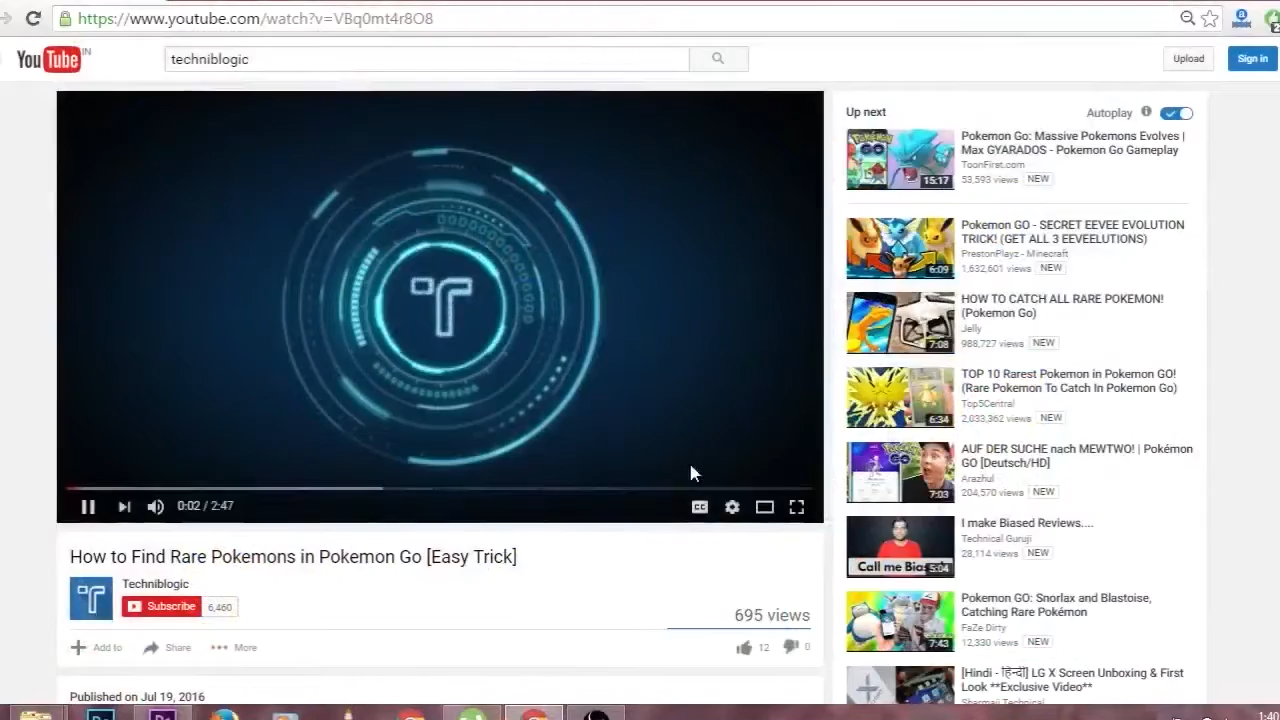 https://www.youtube.com/watch?v=VBq0mt4r8O8
YouTube IN
techniblogic
Upload
Sign in
0:02 / 2:47
CC
How to Find Rare Pokemons in Pokemon Go [Easy Trick]
Techniblogic
Subscribe
6,460
695 views
Add to
Share
More
12
0
Published on Jul 19, 2016
Up next
Autoplay
15:17
Pokemon Go: Massive Pokemons Evolves |
Max GYARADOS - Pokemon Go Gameplay
ToonFirst.com
53,593 views NEW
6:09
Pokemon GO - SECRET EEVEE EVOLUTION
TRICK! (GET ALL 3 EEVEELUTIONS)
PrestonPlayz - Minecraft
1,632,601 views NEW
7:08
HOW TO CATCH ALL RARE POKEMON!
(Pokemon Go)
Jelly
988,727 views NEW
6:34
TOP 10 Rarest Pokemon in Pokemon GO!
(Rare Pokemon To Catch In Pokemon Go)
Top5Central
2,033,362 views NEW
7:03
AUF DER SUCHE nach MEWTWO! | Pokémon
GO [Deutsch/HD]
Arazhul
204,570 views NEW
Call me
5:04
I make Biased Reviews....
Technical Guruji
28,114 views NEW
7:43
Pokemon GO: Snorlax and Blastoise,
Catching Rare Pokémon
FaZe Dirty
12,330 views NEW
[Hindi - हिन्दी] LG X Screen Unboxing & First
Look **Exclusive Video**